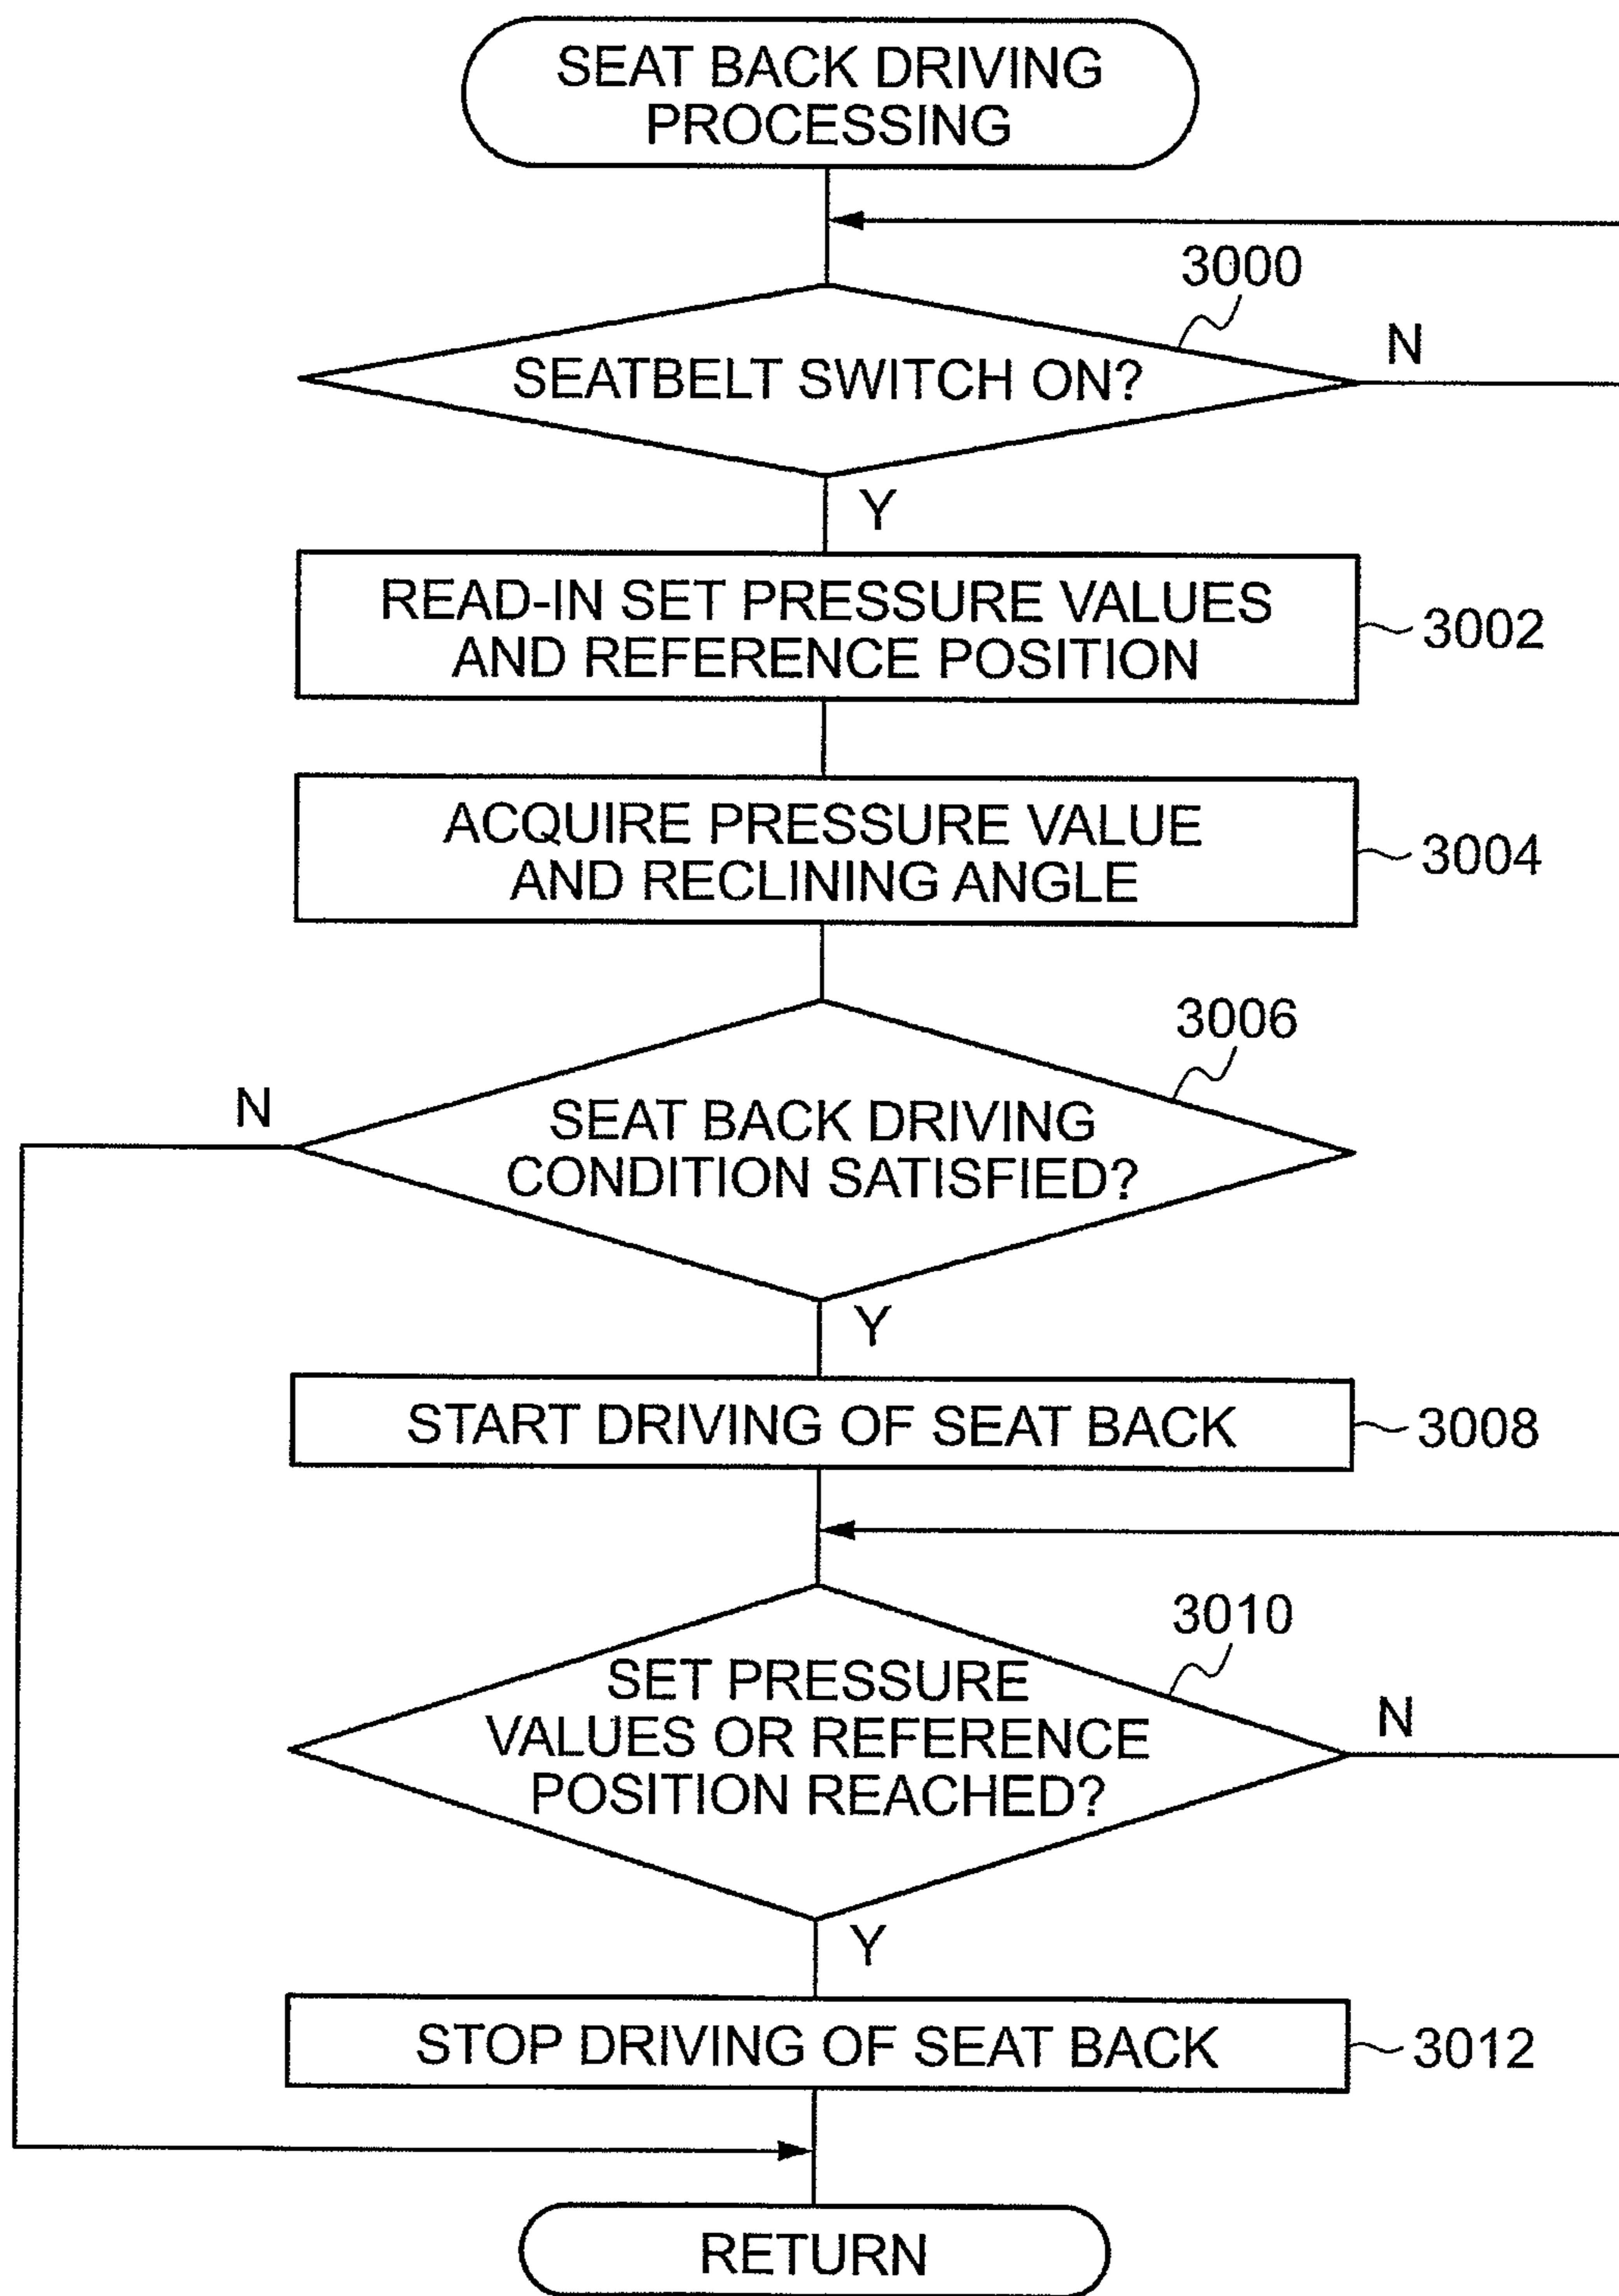 SEAT BACK DRIVING
PROCESSING
3000
N
SEATBELT SWITCH ON?
Y
READ-IN SET PRESSURE VALUES
AND REFERENCE POSITION
3002
ACQUIRE PRESSURE VALUE
AND RECLINING ANGLE
3004
3006
N
SEAT BACK DRIVING
CONDITION SATISFIED?
Y
START DRIVING OF SEAT BACK
3008
3010
SET PRESSURE
VALUES OR REFERENCE
POSITION REACHED?
N
Y
STOP DRIVING OF SEAT BACK
3012
RETURN